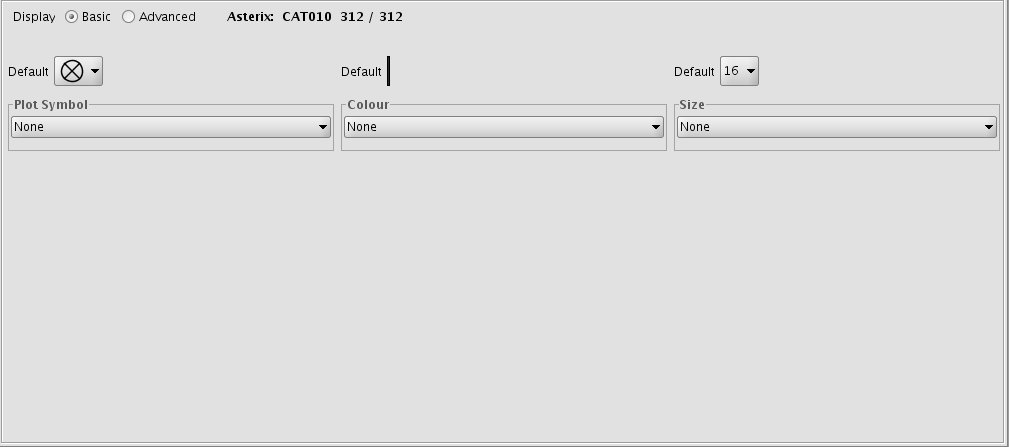 Display Basic Advanced Asterix: CAT010 312 / 312
Default Default Default 16
Plot Symbol Colour Size
None None None